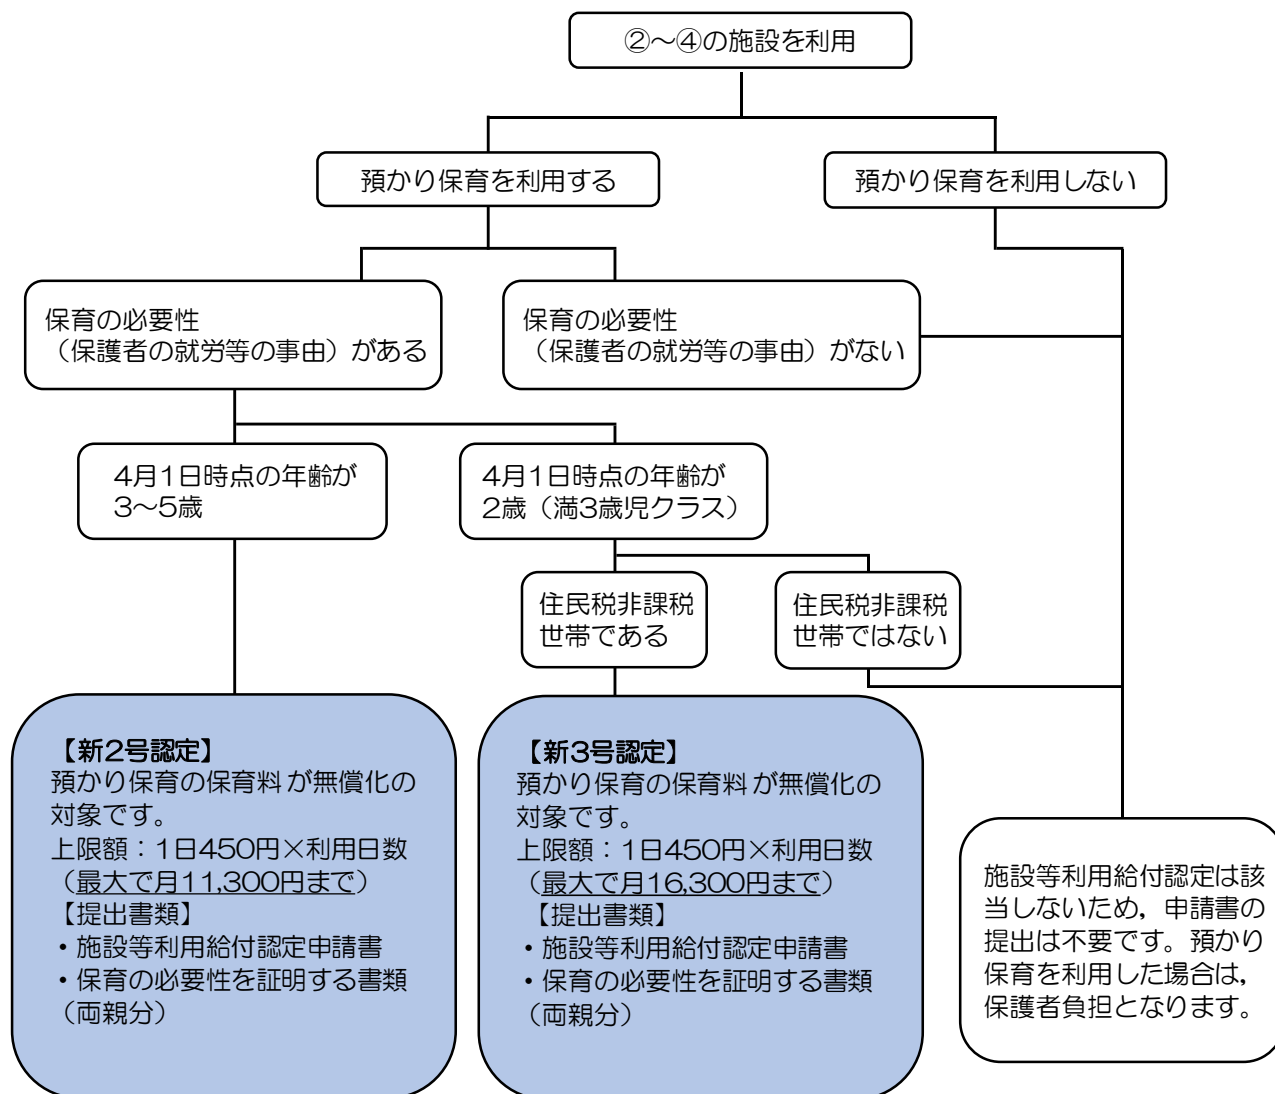 ②～④の施設を利用
預かり保育を利用する
預かり保育を利用しない
保育の必要性
（保護者の就労等の事由）がある
保育の必要性
（保護者の就労等の事由）がない
4月1日時点の年齢が
3～5歳
4月1日時点の年齢が
2歳（満3歳児クラス）
住民税非課税
世帯である
住民税非課税
世帯ではない
【新2号認定】
預かり保育の保育料が無償化の
対象です。
上限額：1日450円×利用日数
（最大で月11,300円まで）
【提出書類】
・施設等利用給付認定申請書
・保育の必要性を証明する書類
（両親分）
【新3号認定】
預かり保育の保育料が無償化の
対象です。
上限額：1日450円×利用日数
（最大で月16,300円まで）
【提出書類】
・施設等利用給付認定申請書
・保育の必要性を証明する書類
（両親分）
施設等利用給付認定は該
当しないため，申請書の
提出は不要です。預かり
保育を利用した場合は，
保護者負担となります。